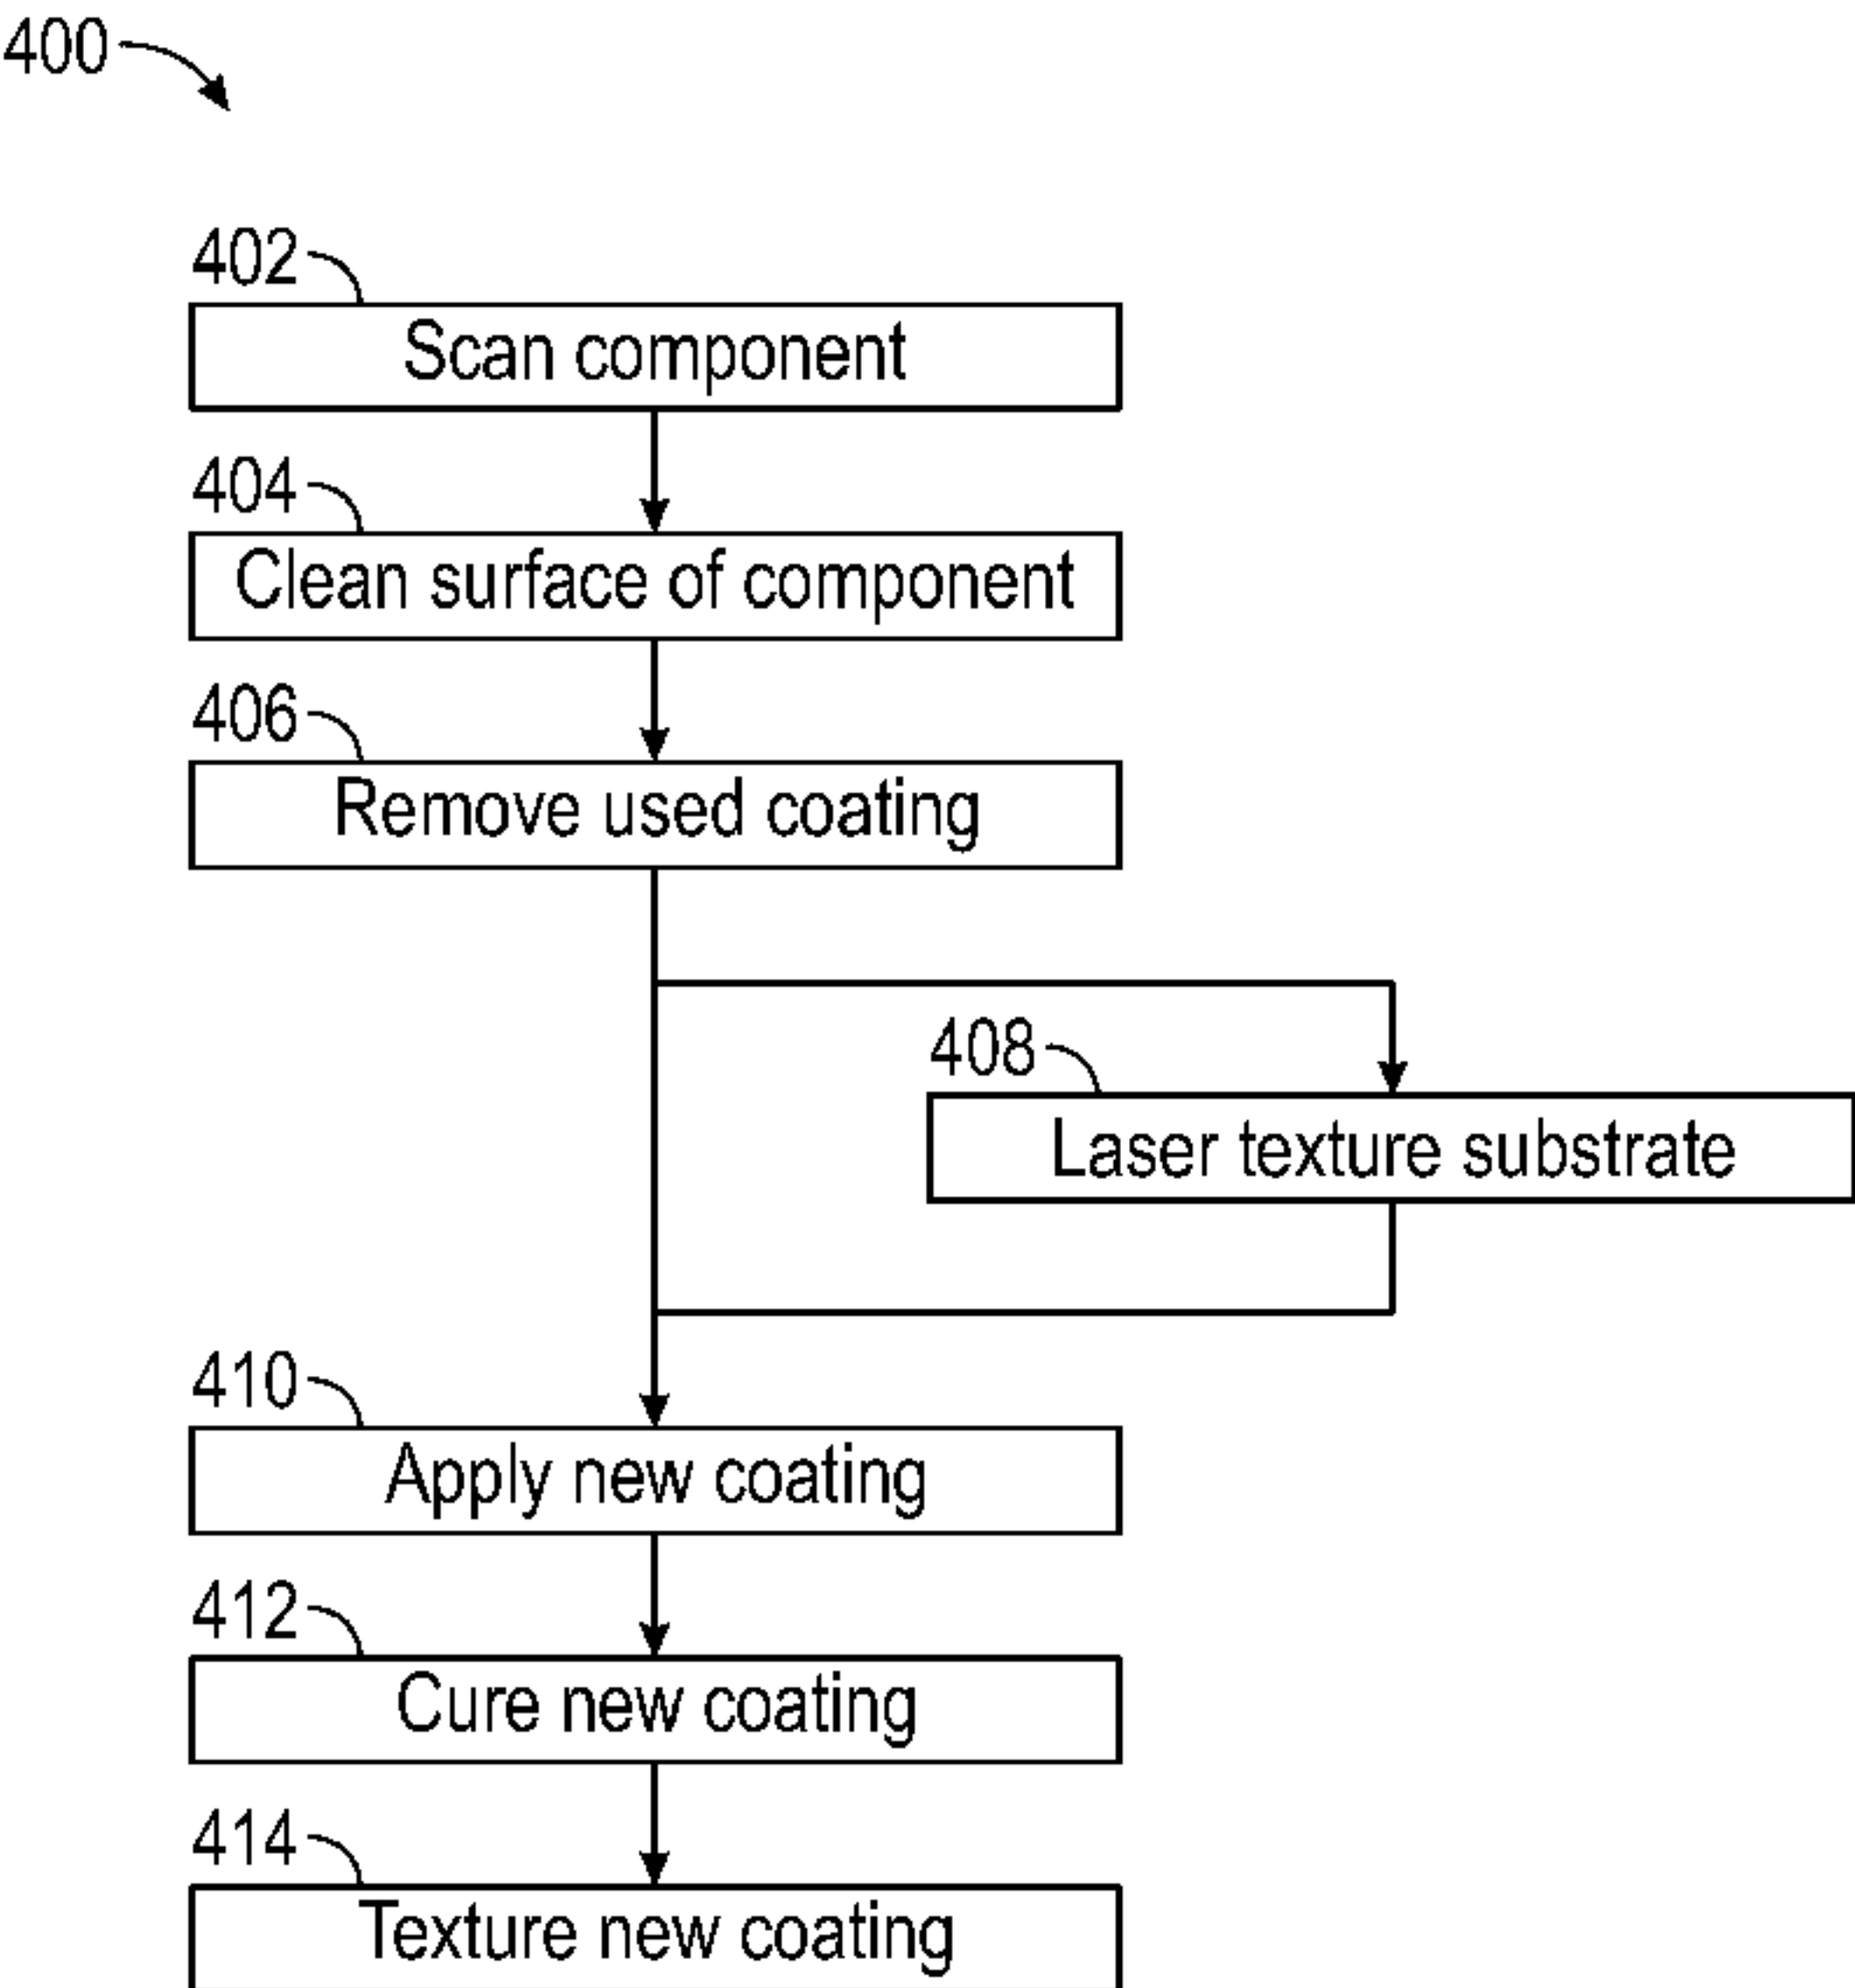 400
402
Scan component
404
Clean surface of component
406
Remove used coating
408
Laser texture substrate
410
Apply new coating
412
Cure new coating
414
Texture new coating